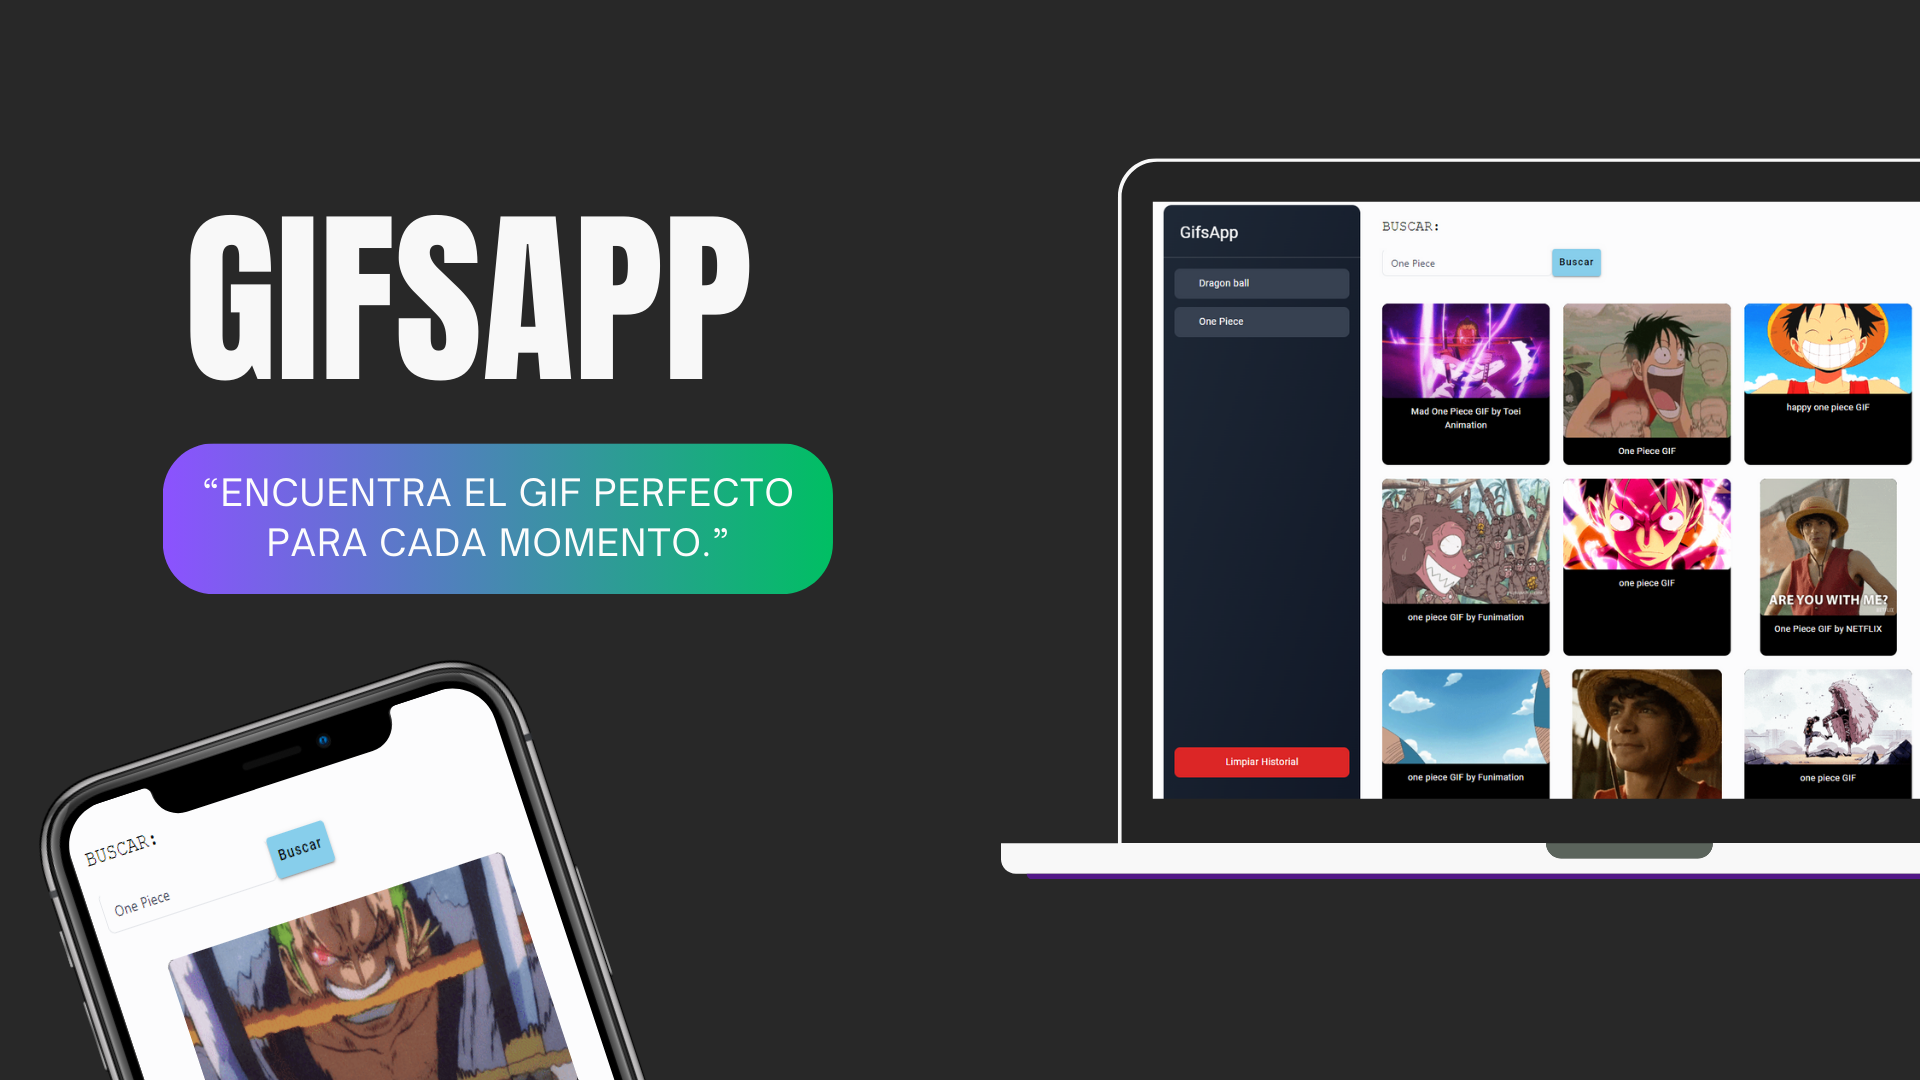 GIFSAPP
“ENCUENTRA EL GIF PERFECTO
PARA CADA MOMENTO.”
BUSCAR:
Buscar
One Piece
GifsApp
Dragon ball
One Piece
Limpiar Historial
BUSCAR:
One Piece
Buscar
Mad One Piece GIF by Toei
Animation
One Piece GIF
happy one piece GIF
one piece GIF by Funimation
one piece GIF
ARE YOU WITH ME?
One Piece GIF by NETFLIX
one piece GIF by Funimation
one piece GIF